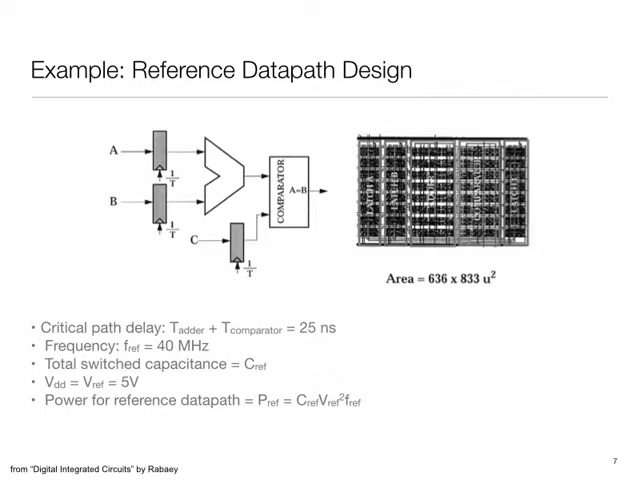 Example: Reference Datapath Design
A
1
T
B
1
T
C
1
T
COMPARATOR
A=B
Area = 636 x 833 u²
• Critical path delay: Tadder + Tcomparator = 25 ns
• Frequency: fref = 40 MHz
• Total switched capacitance = Cref
• Vdd = Vref = 5V
• Power for reference datapath = Pref = CrefVref²fref
from “Digital Integrated Circuits” by Rabaey
7